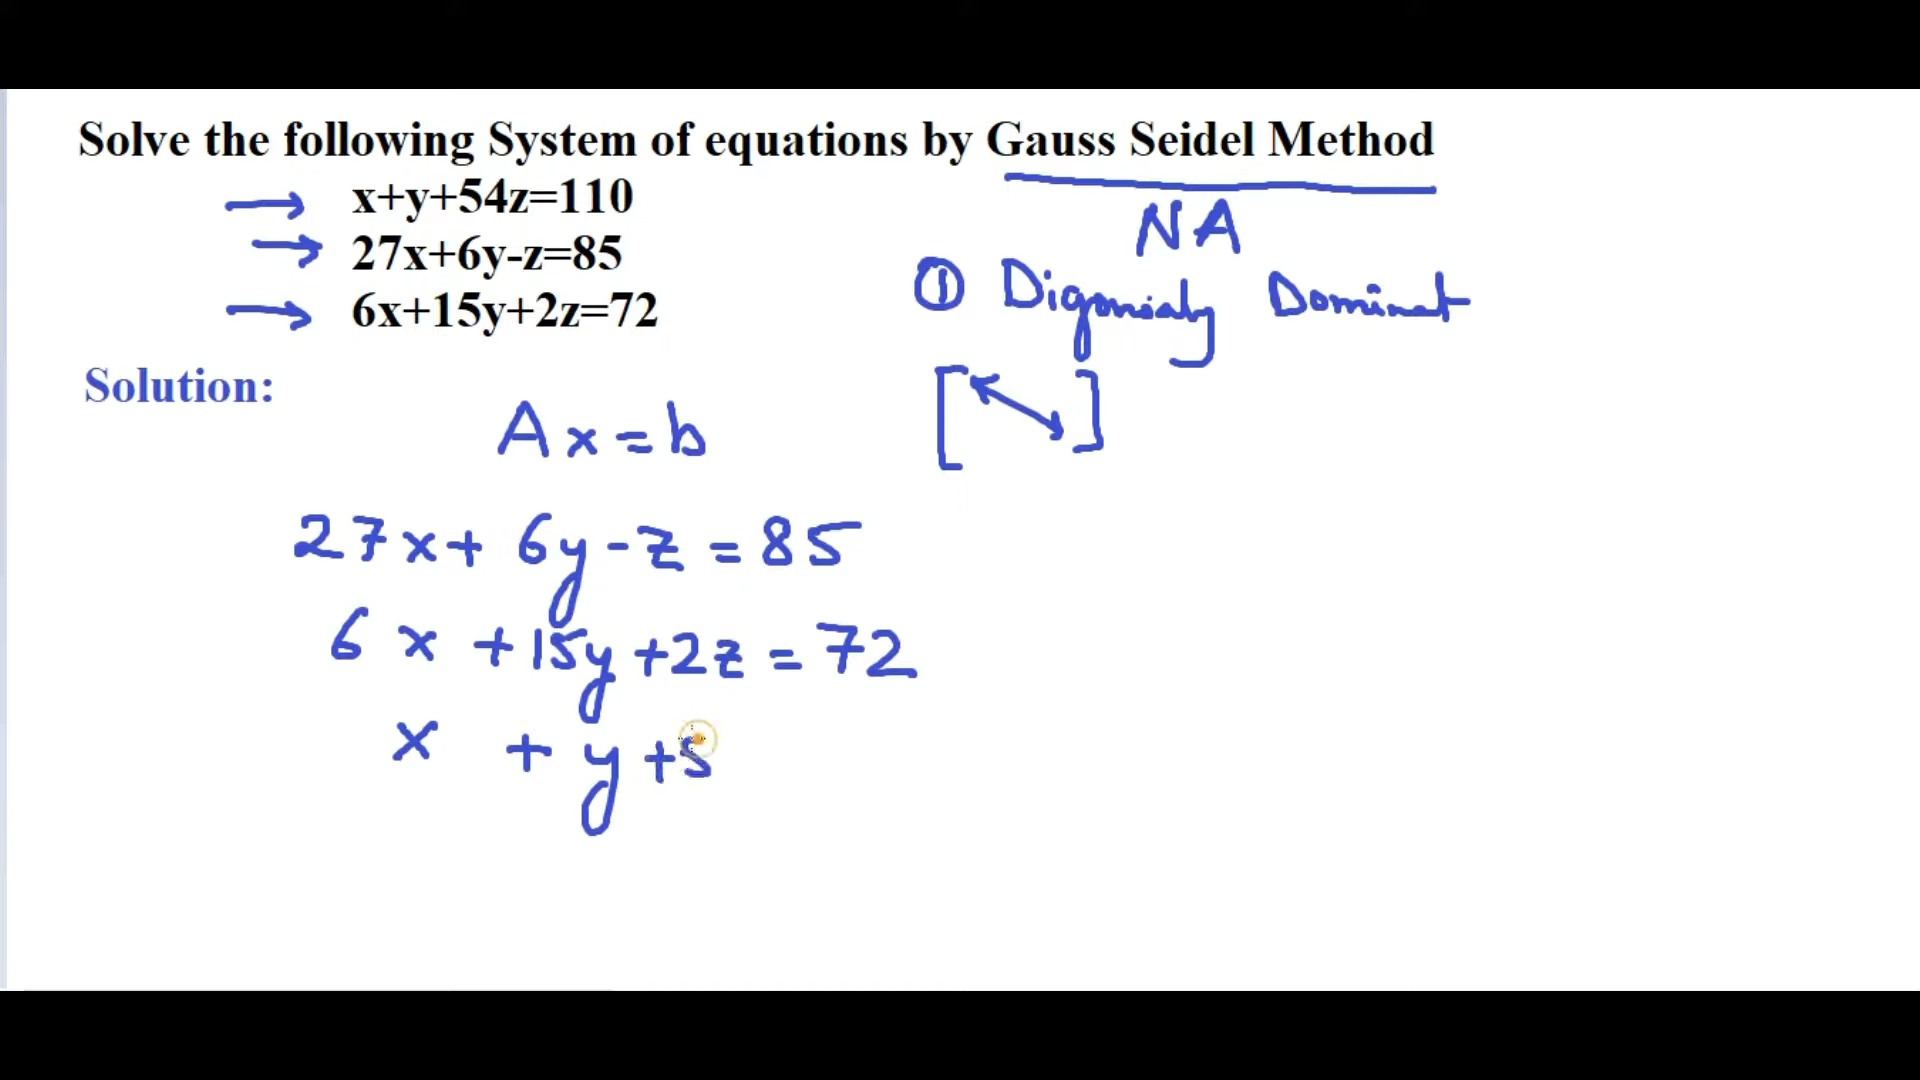 Solve the following System of equations by Gauss Seidel Method
x+y+54z=110
27x+6y-z=85
6x+15y+2z=72
NA
① Digonialy Dominat
Solution:
Ax=b
27x+ 6y-z=85
6x +15y+2z=72
x + y +5